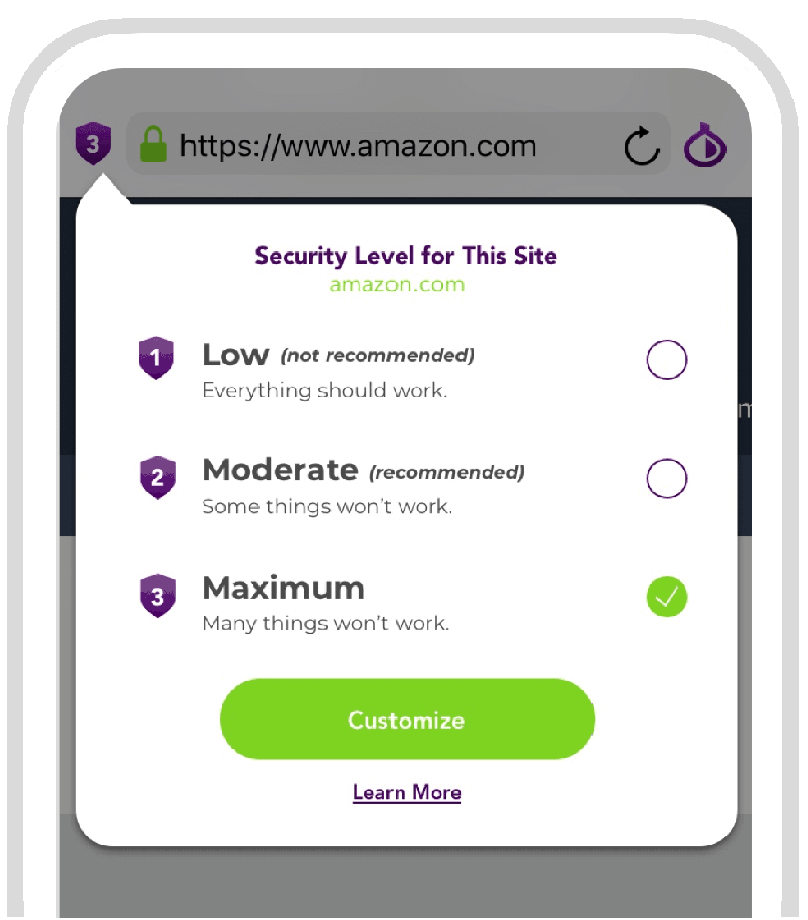 3
https://www.amazon.com
Security Level for This Site
amazon.com
1
Low (not recommended)
Everything should work.
2
Moderate (recommended)
Some things won't work.
3
Maximum
Many things won't work.
Customize
Learn More